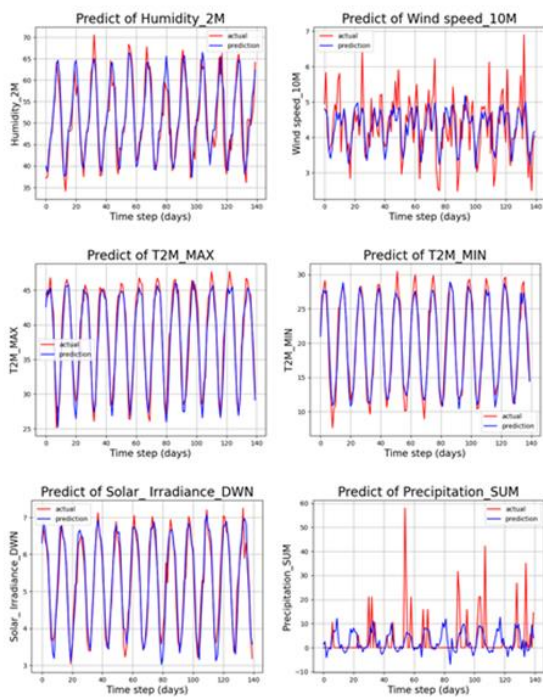 Predict of Humidity_2M
actual
prediction
Humidity_2M
70
65
60
55
50
45
40
35
0 20 40 60 80 100 120 140
Time step (days)
Predict of Wind speed_10M
actual
prediction
Wind speed_10M
7
6
5
4
3
0 20 40 60 80 100 120 140
Time step (days)
Predict of T2M_MAX
actual
prediction
T2M_MAX
45
40
35
30
25
0 20 40 60 80 100 120 140
Time step (days)
Predict of T2M_MIN
actual
prediction
T2M_MIN
30
25
20
15
10
0 20 40 60 80 100 120 140
Time step (days)
Predict of Solar_ Irradiance_DWN
actual
prediction
Solar_ Irradiance_DWN
7
6
5
4
3
0 20 40 60 80 100 120 140
Time step (days)
Predict of Precipitation_SUM
actual
prediction
Precipitation_SUM
60
50
40
30
20
10
0
−10
0 20 40 60 80 100 120 140
Time step (days)